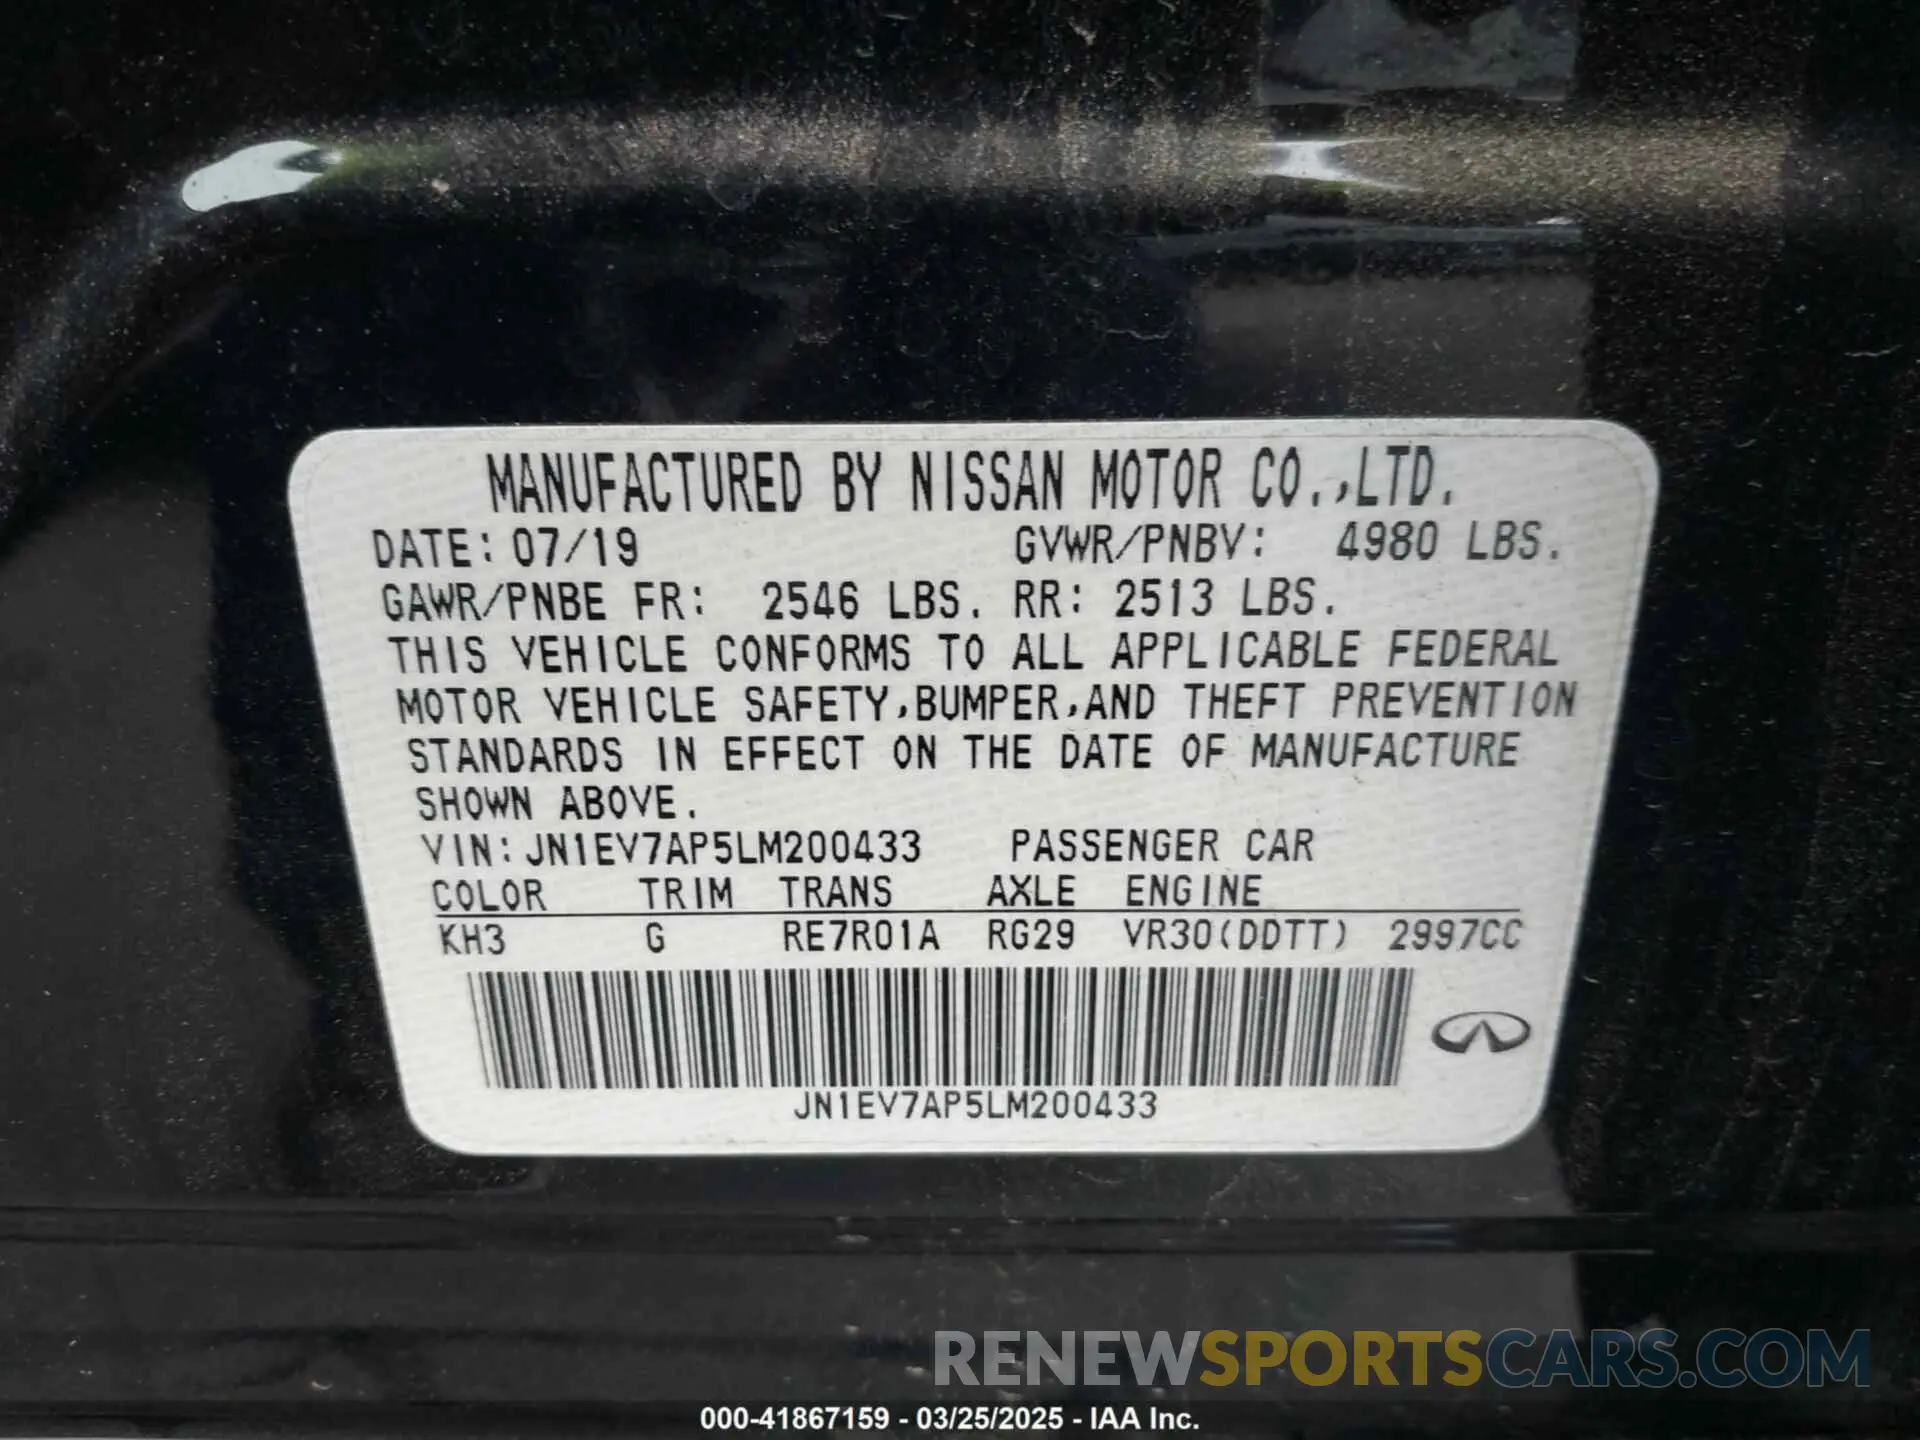 MANUFACTURED BY NISSAN MOTOR CO.,LTD.
DATE: 07/19 GVWR/PNBV: 4980 LBS.
GAWR/PNBE FR: 2546 LBS. RR: 2513 LBS.
THIS VEHICLE CONFORMS TO ALL APPLICABLE FEDERAL
MOTOR VEHICLE SAFETY,BUMPER,AND THEFT PREVENTION
STANDARDS IN EFFECT ON THE DATE OF MANUFACTURE
SHOWN ABOVE.
VIN: JN1EV7AP5LM200433 PASSENGER CAR
COLOR TRIM TRANS AXLE ENGINE
KH3 G RE7R01A RG29 VR30(DDTT) 2997CC
JN1EV7AP5LM200433
RENEWSPORTSCARS.COM
000-41867159 - 03/25/2025 - IAA Inc.